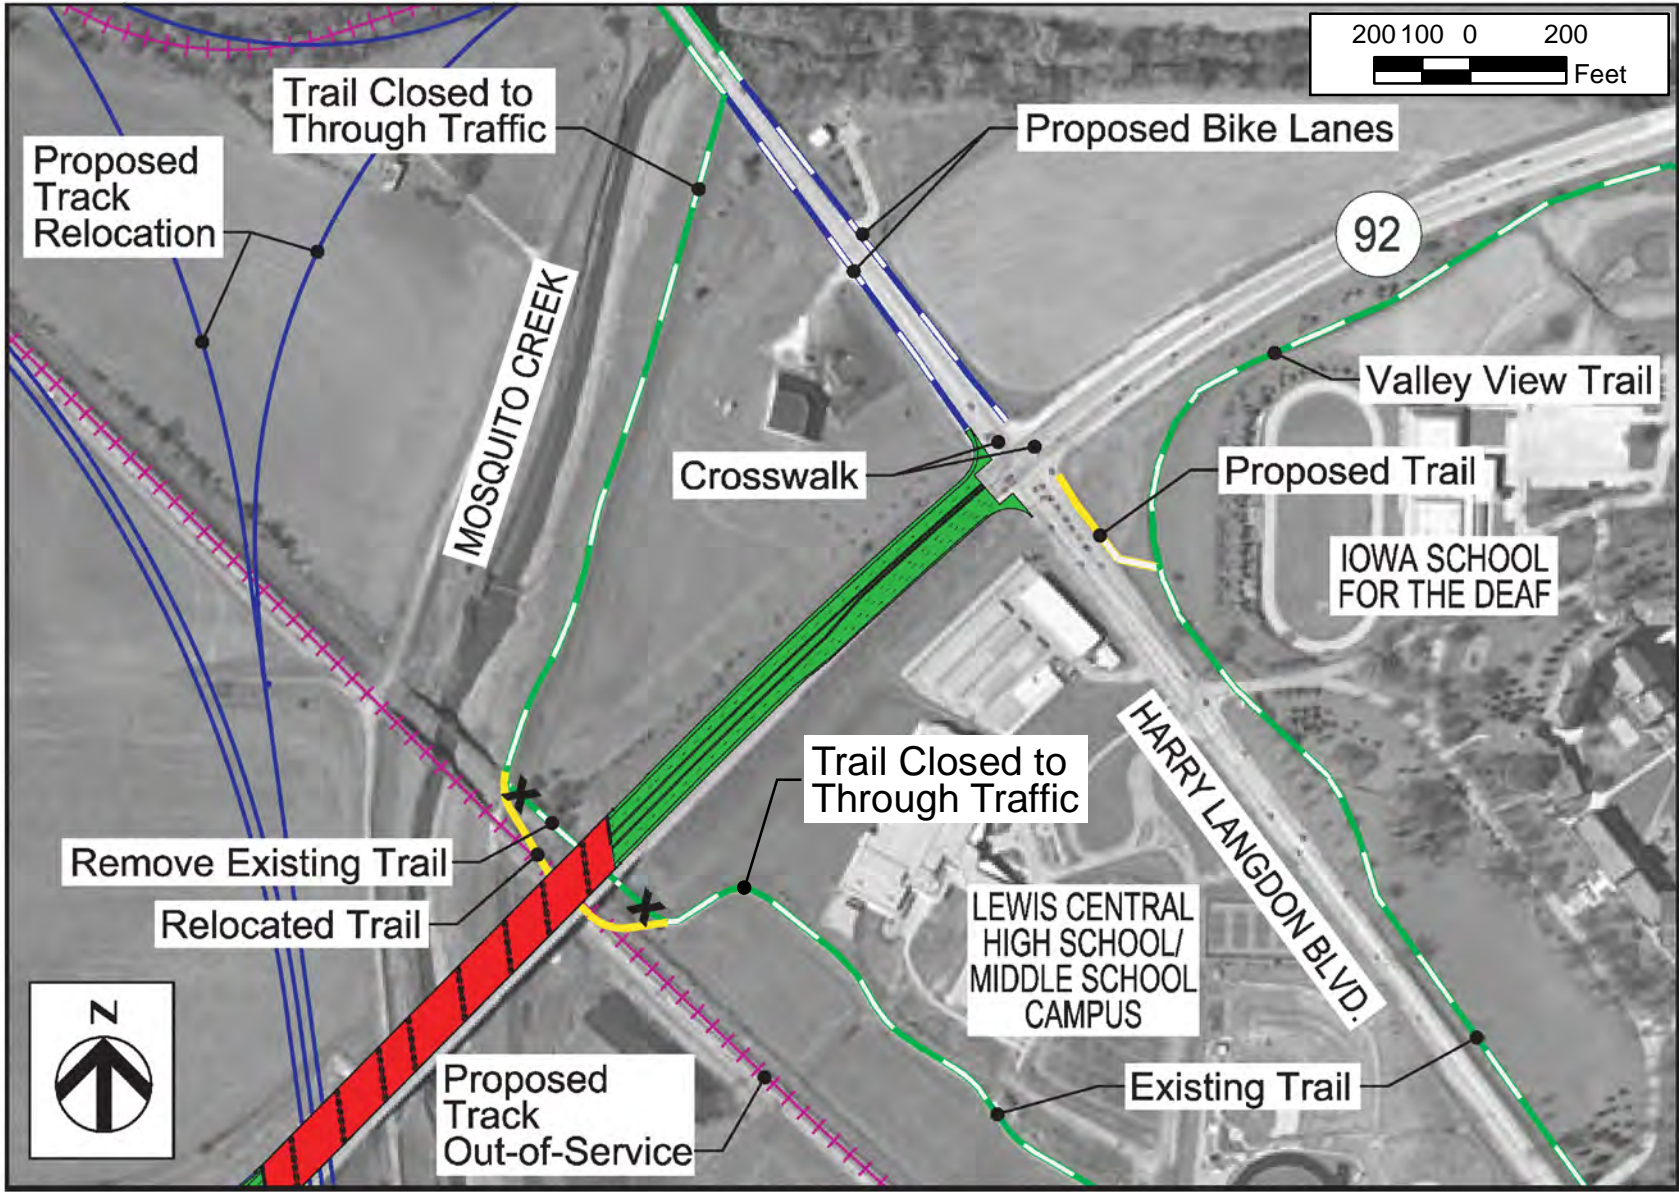 200 100 0 200
Feet
Trail Closed to
Through Traffic
Proposed Bike Lanes
Proposed
Track
Relocation
92
MOSQUITO CREEK
Valley View Trail
Crosswalk
Proposed Trail
IOWA SCHOOL
FOR THE DEAF
HARRY LANGDON BLVD.
Trail Closed to
Through Traffic
Remove Existing Trail
Relocated Trail
LEWIS CENTRAL
HIGH SCHOOL/
MIDDLE SCHOOL
CAMPUS
N
Proposed
Track
Out-of-Service
Existing Trail